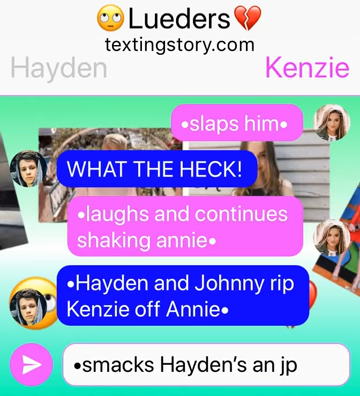 🙄Lueders💔
textingstory.com
Hayden Kenzie
•slaps him•
WHAT THE HECK!
•laughs and continues
shaking annie•
•Hayden and Johnny rip
Kenzie off Annie•
•smacks Hayden's an jp